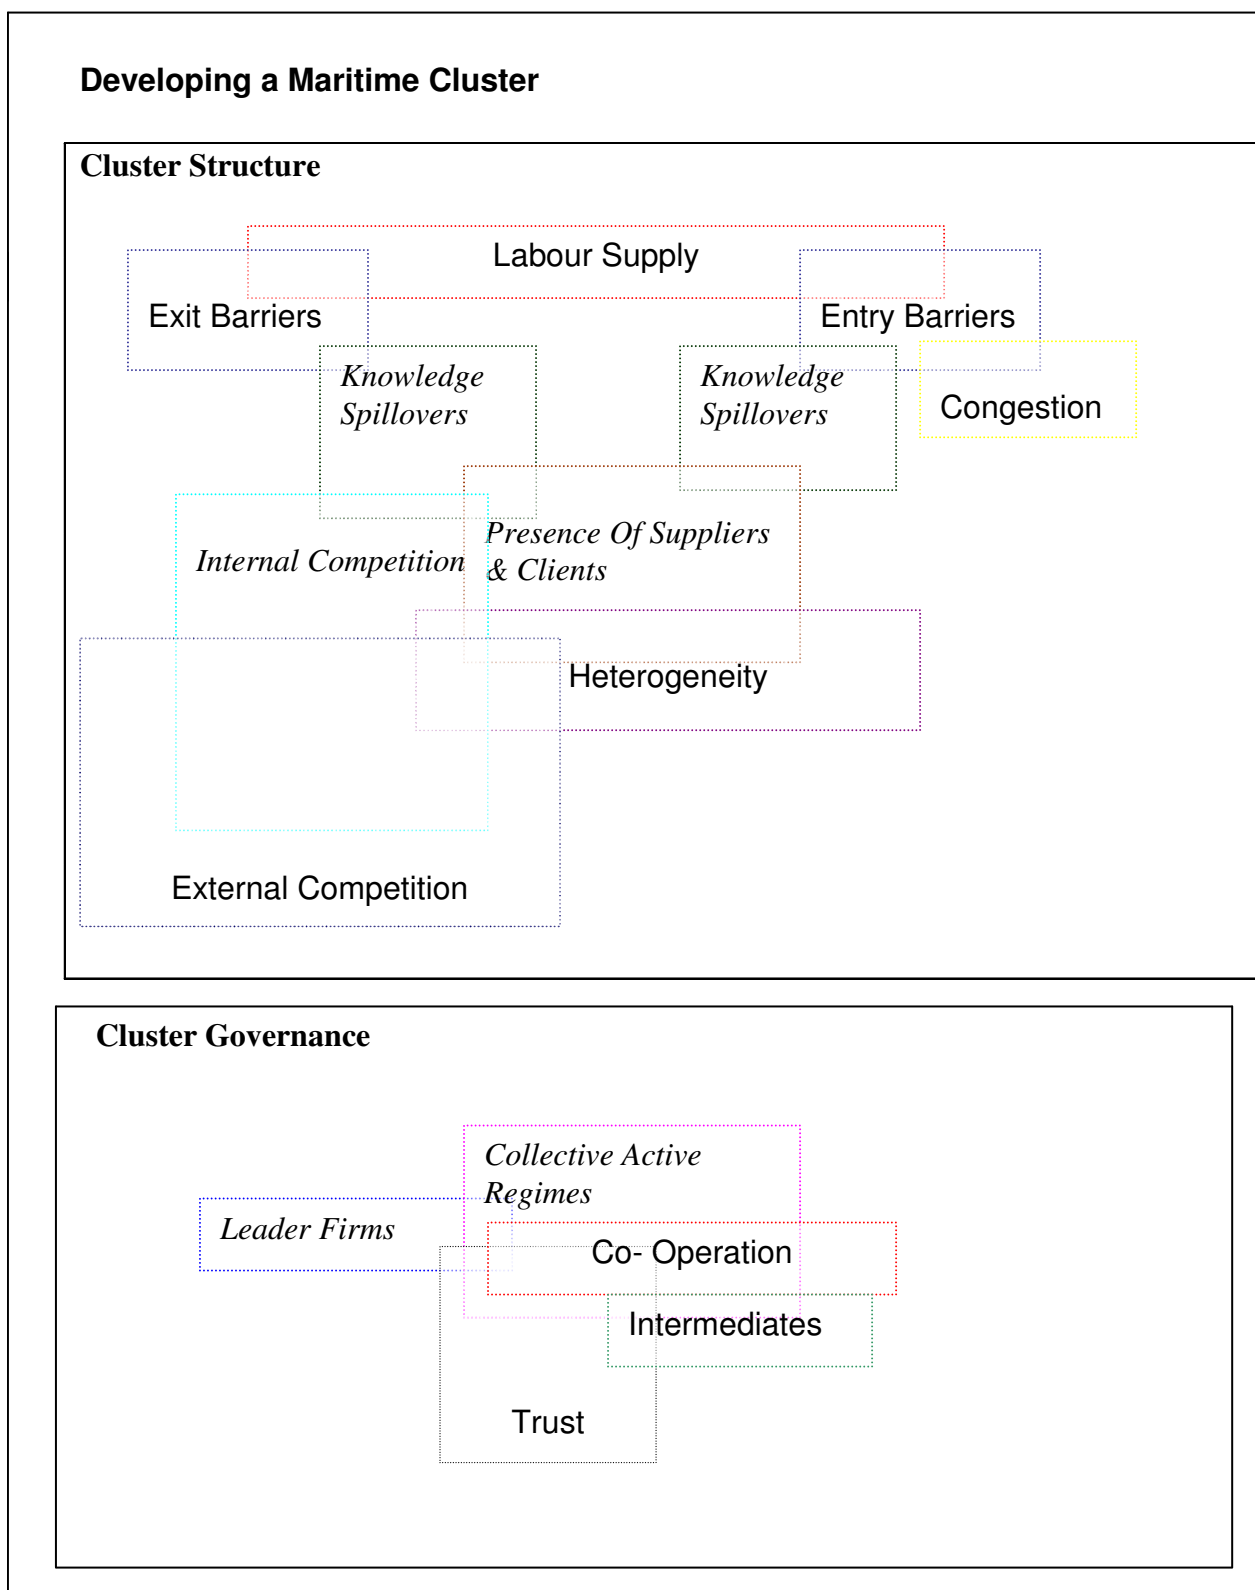 Developing a Maritime Cluster
Cluster Structure
Labour Supply
Exit Barriers
Entry Barriers
Knowledge
Spillovers
Knowledge
Spillovers
Congestion
Internal Competition
Presence Of Suppliers
& Clients
Heterogeneity
External Competition
Cluster Governance
Collective Active
Regimes
Leader Firms
Co- Operation
Intermediates
Trust